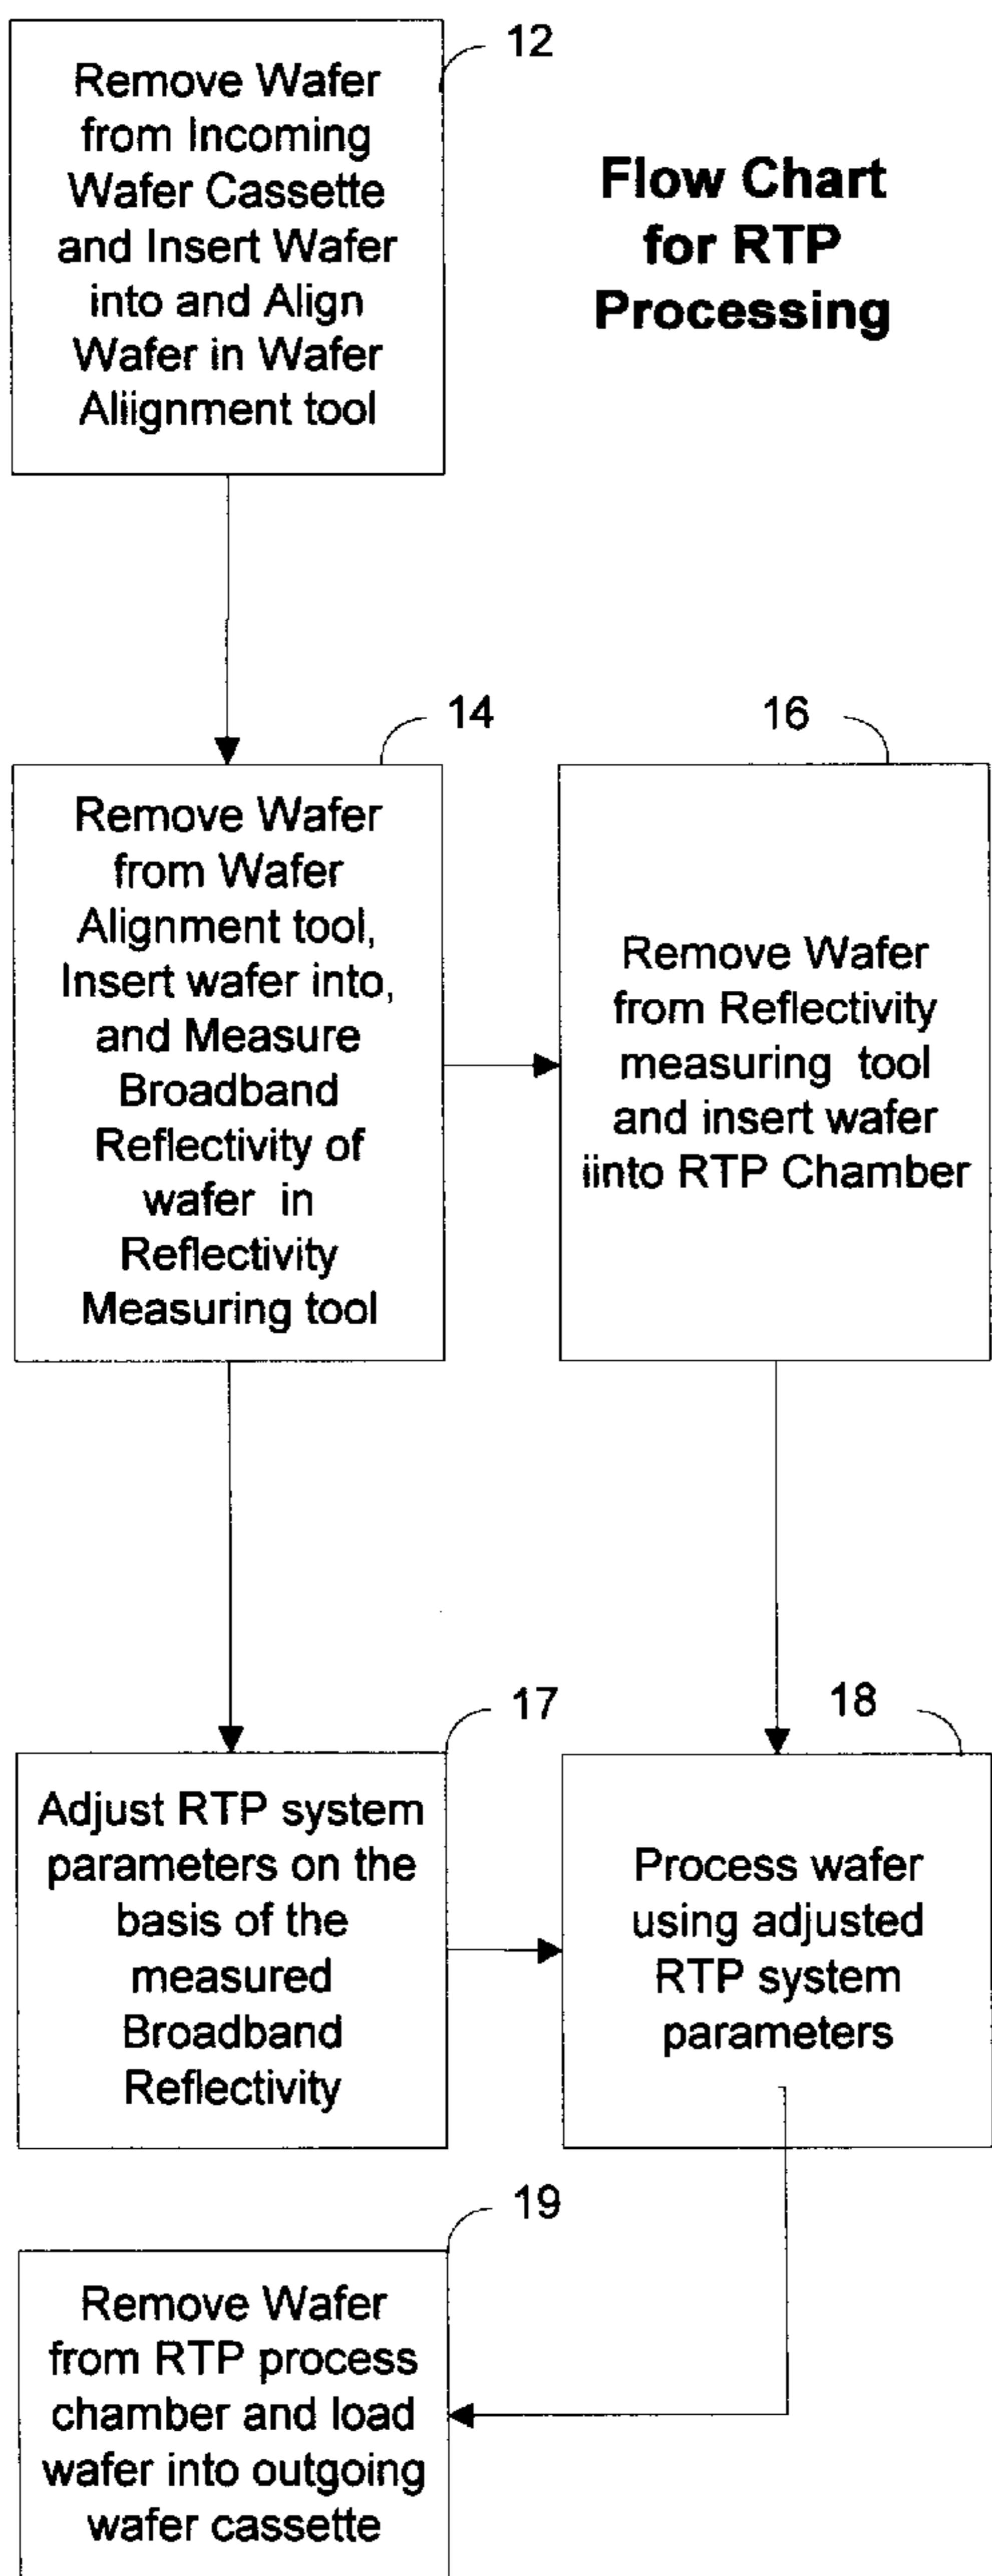 12
Remove Wafer
from Incoming
Wafer Cassette
and Insert Wafer
into and Align
Wafer in Wafer
Aliignment tool
Flow Chart
for RTP
Processing
14
Remove Wafer
from Wafer
Alignment tool,
Insert wafer into,
and Measure
Broadband
Reflectivity of
wafer in
Reflectivity
Measuring tool
16
Remove Wafer
from Reflectivity
measuring tool
and insert wafer
iinto RTP Chamber
17
Adjust RTP system
parameters on the
basis of the
measured
Broadband
Reflectivity
18
Process wafer
using adjusted
RTP system
parameters
19
Remove Wafer
from RTP process
chamber and load
wafer into outgoing
wafer cassette